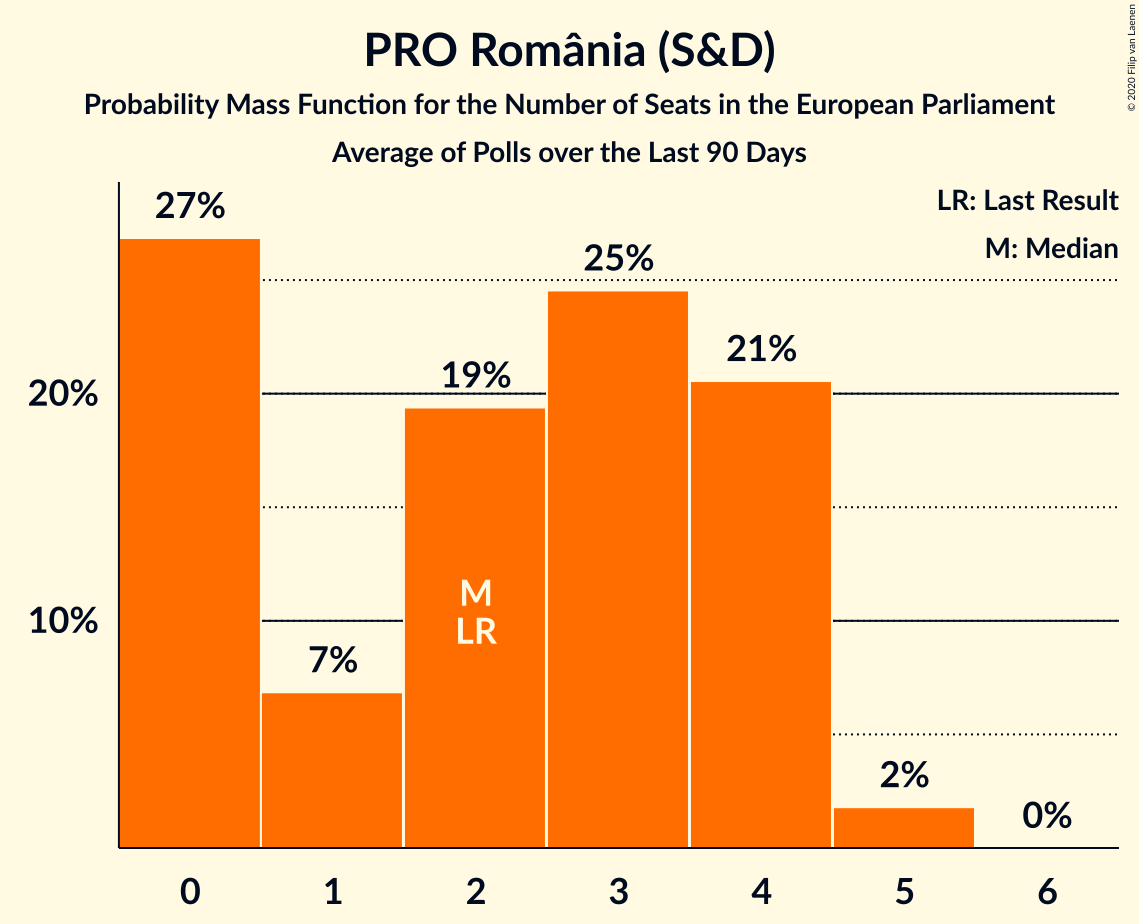 PRO România (S&D)
Probability Mass Function for the Number of Seats in the European Parliament
Average of Polls over the Last 90 Days
© 2020 Filip van Laenen
LR: Last Result
M: Median
27%
25%
21%
19%
20%
M
LR
10%
7%
2%
0%
0 1 2 3 4 5 6